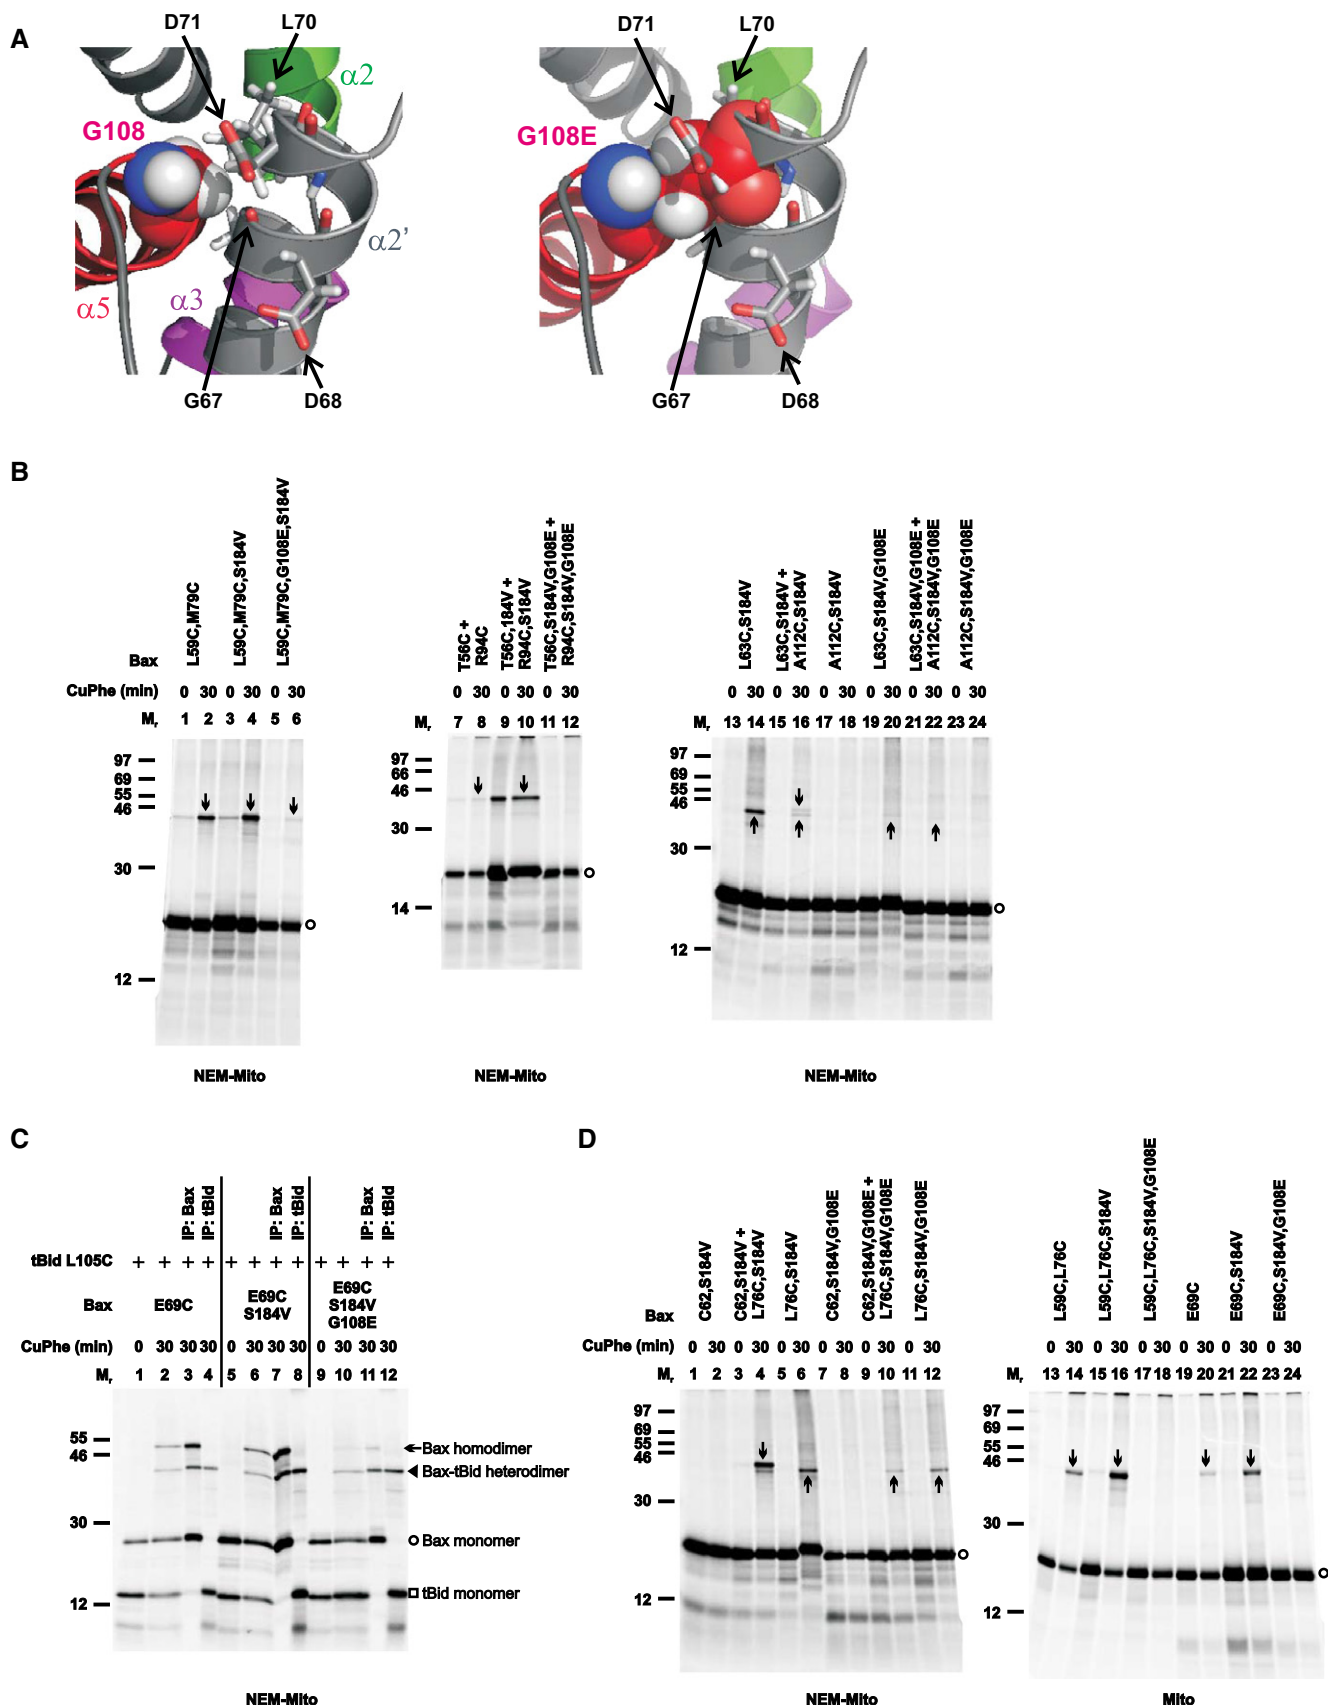 A
D71
L70
α2
G108
α2'
α5
α3
G67
D68
D71
L70
G108E
G67
D68
B
Bax
L59C,M79C
L59C,M79C,S184V
L59C,M79C,G108E,S184V
CuPhe (min)
0 30 0 30 0 30
Mr 1 2 3 4 5 6
97
69
55
46
30
12
NEM-Mito
T56C +
R94C
T56C,184V +
R94C,S184V
T56C,S184V,G108E +
R94C,S184V,G108E
0 30 0 30 0 30
Mr 7 8 9 10 11 12
97
66
46
30
14
NEM-Mito
L63C,S184V
L63C,S184V +
A112C,S184V
A112C,S184V
L63C,S184V,G108E
L63C,S184V,G108E +
A112C,S184V,G108E
A112C,S184V,G108E
0 30 0 30 0 30 0 30 0 30 0 30
Mr 13 14 15 16 17 18 19 20 21 22 23 24
97
69
55
46
30
12
NEM-Mito
C
IP: Bax
IP: tBid
IP: Bax
IP: tBid
IP: Bax
IP: tBid
tBid L105C + + + + + + + + + + + +
Bax
E69C
E69C
S184V
E69C
S184V
G108E
CuPhe (min) 0 30 30 30 0 30 30 30 0 30 30 30
Mr 1 2 3 4 5 6 7 8 9 10 11 12
55
46
30
12
Bax homodimer
Bax-tBid heterodimer
Bax monomer
tBid monomer
NEM-Mito
D
Bax
C62,S184V
C62,S184V +
L76C,S184V
L76C,S184V
C62,S184V,G108E
C62,S184V,G108E +
L76C,S184V,G108E
L76C,S184V,G108E
CuPhe (min) 0 30 0 30 0 30 0 30 0 30 0 30
Mr 1 2 3 4 5 6 7 8 9 10 11 12
97
69
55
46
30
12
NEM-Mito
L59C,L76C
L59C,L76C,S184V
L59C,L76C,S184V,G108E
E69C
E69C,S184V
E69C,S184V,G108E
0 30 0 30 0 30 0 30 0 30 0 30
Mr 13 14 15 16 17 18 19 20 21 22 23 24
97
69
55
46
30
12
Mito